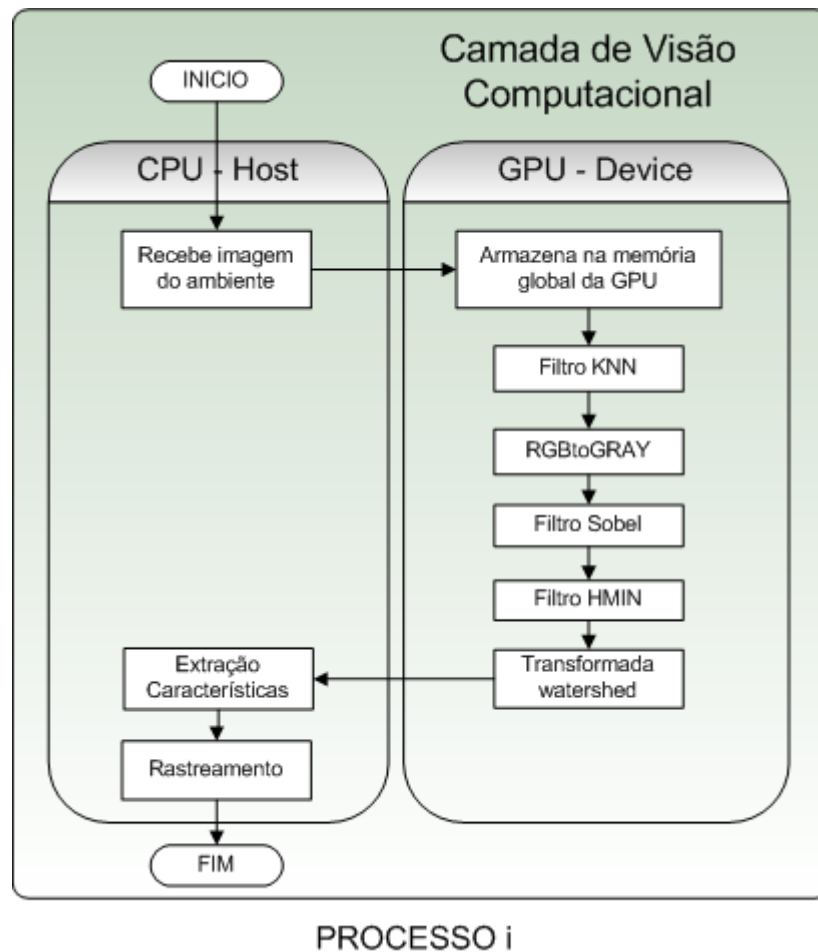 Camada de Visão
Computacional
INICIO
CPU - Host
GPU - Device
Recebe imagem
do ambiente
Armazena na memória
global da GPU
Filtro KNN
RGBtoGRAY
Filtro Sobel
Filtro HMIN
Transformada
watershed
Extração
Características
Rastreamento
FIM
PROCESSO i